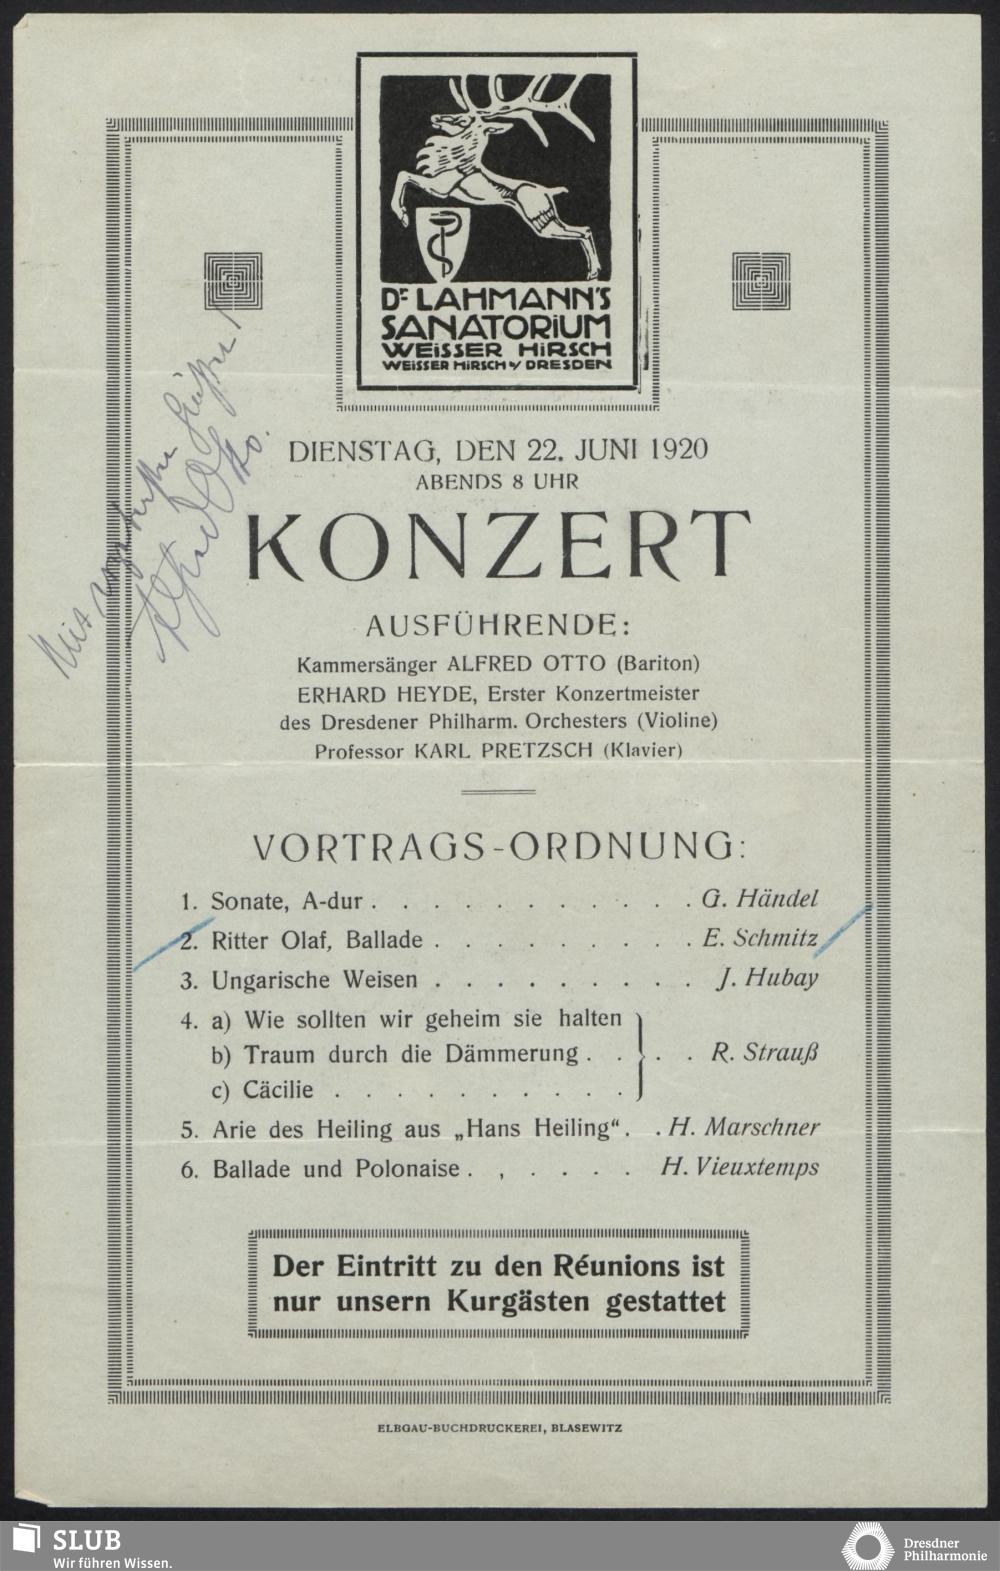 Dr LAHMANN'S
SANATORIUM
WEISSER HIRSCH
WEISSER HIRSCH b/ DRESDEN
Mit Grüßen
Alfred Otto.
DIENSTAG, DEN 22. JUNI 1920
ABENDS 8 UHR
KONZERT
AUSFÜHRENDE:
Kammersänger ALFRED OTTO (Bariton)
ERHARD HEYDE, Erster Konzertmeister
des Dresdener Philharm. Orchesters (Violine)
Professor KARL PRETZSCH (Klavier)
VORTRAGS-ORDNUNG:
1. Sonate, A-dur . . . . . . . . . . . G. Händel
2. Ritter Olaf, Ballade . . . . . . . . . E. Schmitz
3. Ungarische Weisen . . . . . . . . . J. Hubay
4. a) Wie sollten wir geheim sie halten
b) Traum durch die Dämmerung . . . . R. Strauß
c) Cäcilie . . . . . . . . . .
5. Arie des Heiling aus „Hans Heiling“. . H. Marschner
6. Ballade und Polonaise . , . . . . H. Vieuxtemps
Der Eintritt zu den Réunions ist
nur unsern Kurgästen gestattet
ELBGAU-BUCHDRUCKEREI, BLASEWITZ
SLUB
Wir führen Wissen.
Dresdner
Philharmonie